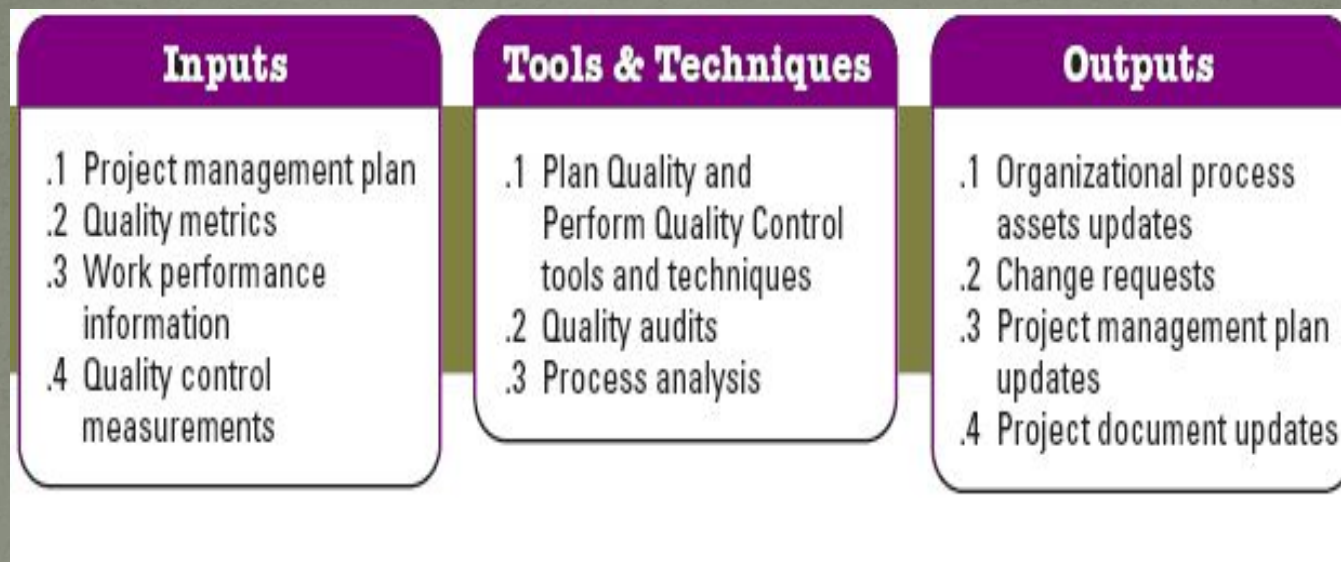 Inputs
.1 Project management plan
.2 Quality metrics
.3 Work performance
information
.4 Quality control
measurements
Tools & Techniques
.1 Plan Quality and
Perform Quality Control
tools and techniques
.2 Quality audits
.3 Process analysis
Outputs
.1 Organizational process
assets updates
.2 Change requests
.3 Project management plan
updates
.4 Project document updates